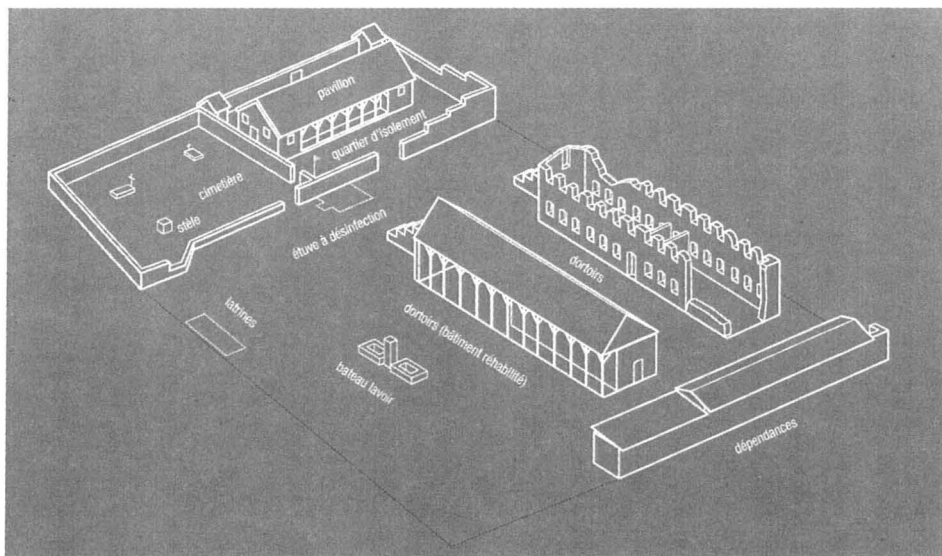 pavillon
quartier d'isolement
cimetière
stèle
étuve à désinfection
dortoirs
latrines
dortoirs (bâtiment réhabilité)
bateau lavoir
dépendances